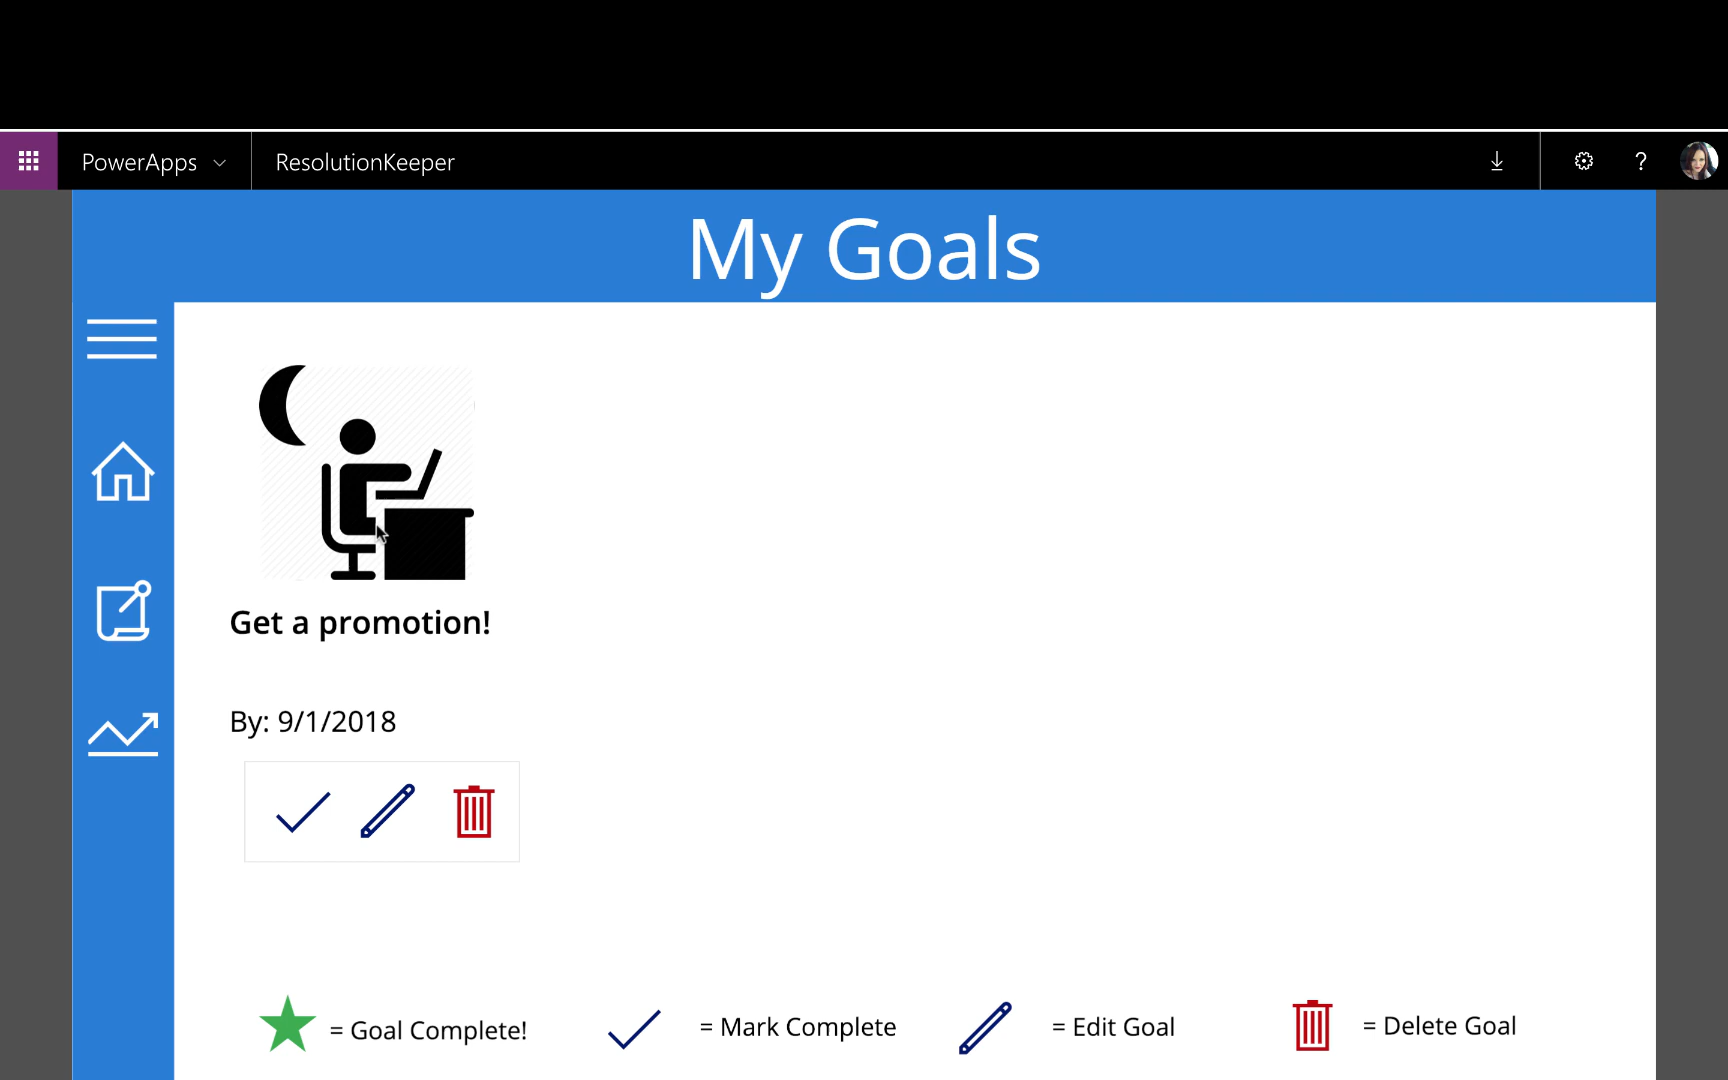 PowerApps
ResolutionKeeper
?
My Goals
Get a promotion!
By: 9/1/2018
= Goal Complete!
= Mark Complete
= Edit Goal
= Delete Goal